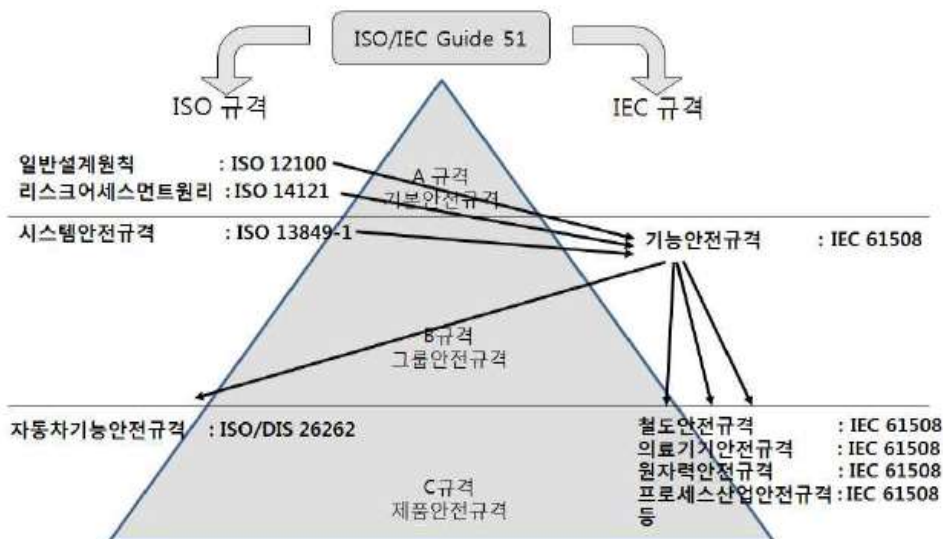 ISO/IEC Guide 51
ISO 규격
IEC 규격
일반설계원칙 : ISO 12100
리스크어세스먼트원리 : ISO 14121
A 규격
기본안전규격
시스템안전규격 : ISO 13849-1
기능안전규격 : IEC 61508
B규격
그룹안전규격
자동차기능안전규격 : ISO/DIS 26262
철도안전규격 : IEC 61508
의료기기안전규격 : IEC 61508
원자력안전규격 : IEC 61508
프로세스산업안전규격 : IEC 61508
등
C규격
제품안전규격